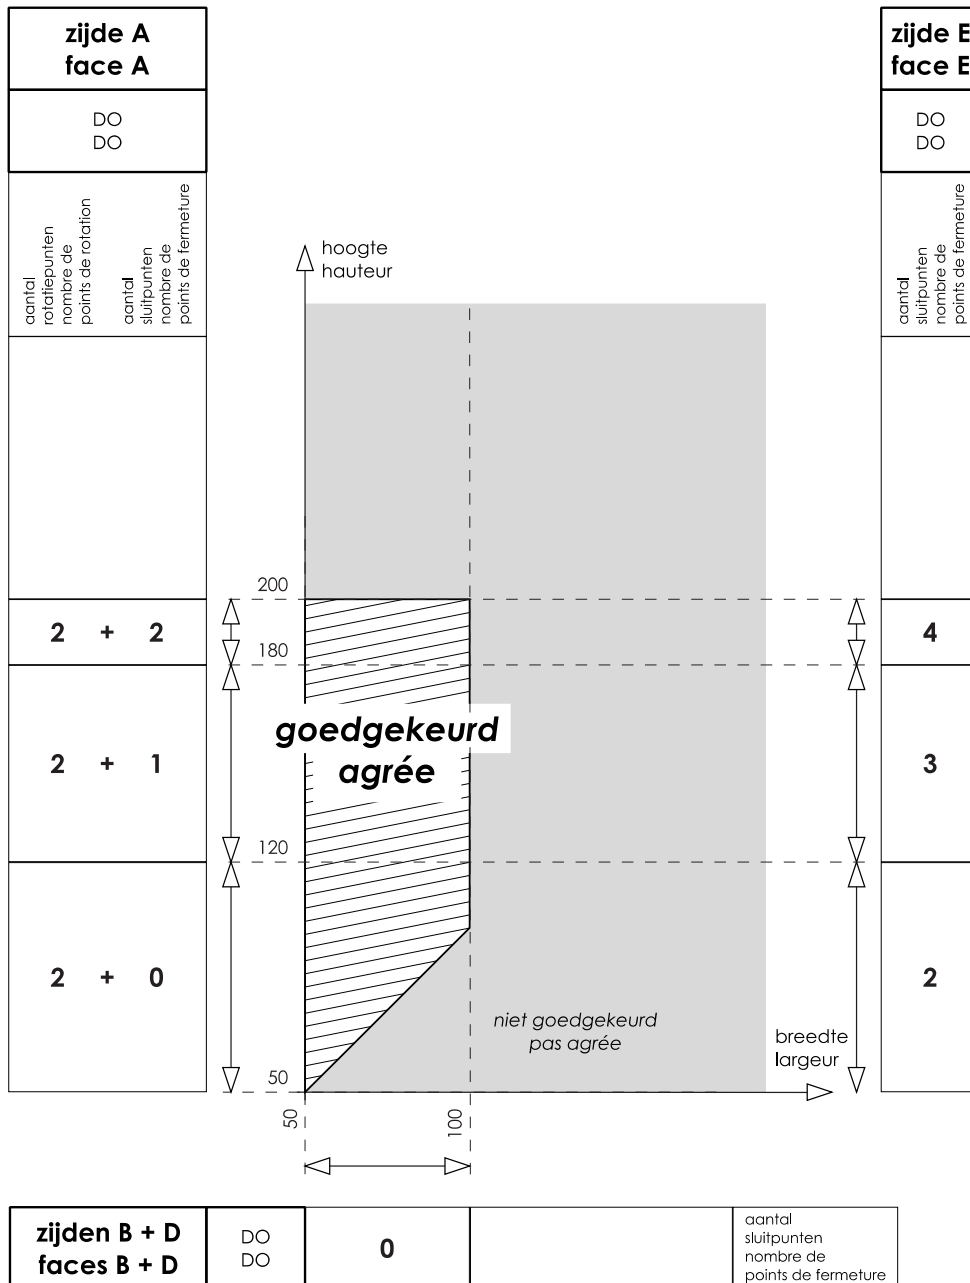 zijde A
face A
DO
DO
aantal
rotatiepunten
nombre de
points de rotation
aantal
sluitpunten
nombre de
points de fermeture
zijde E
face E
DO
DO
aantal
sluitpunten
nombre de
points de fermeture
hoogte
hauteur
200
2 + 2
180
4
goedgekeurd
agrée
2 + 1
3
120
2 + 0
2
niet goedgekeurd
pas agrée
breedte
largeur
50
50
100
zijden B + D
faces B + D
DO
DO
0
aantal
sluitpunten
nombre de
points de fermeture